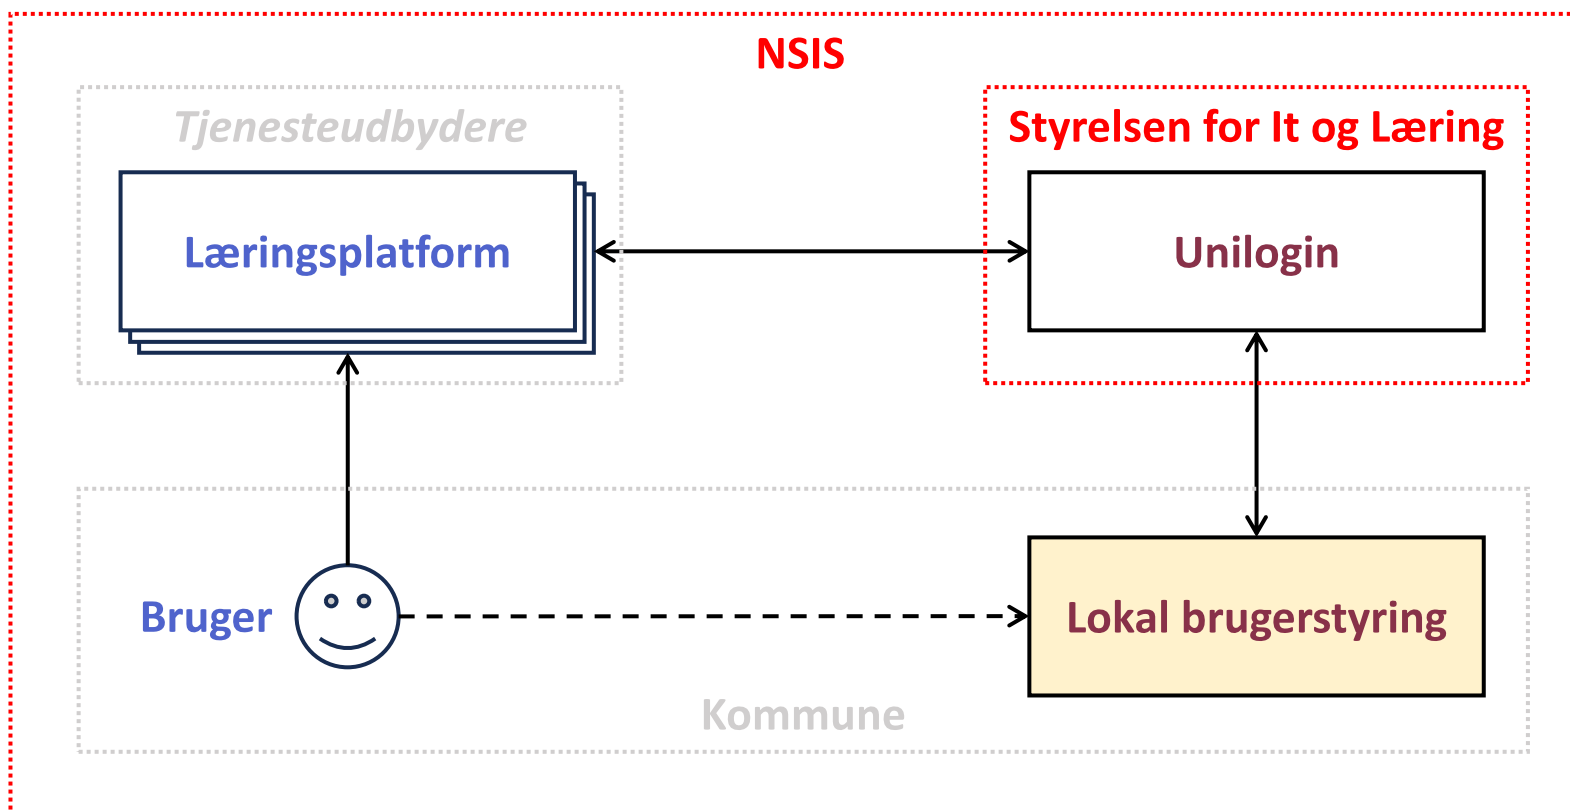 NSIS
Tjenesteudbydere
Styrelsen for It og Læring
Læringsplatform
Unilogin
Bruger
Lokal brugerstyring
Kommune